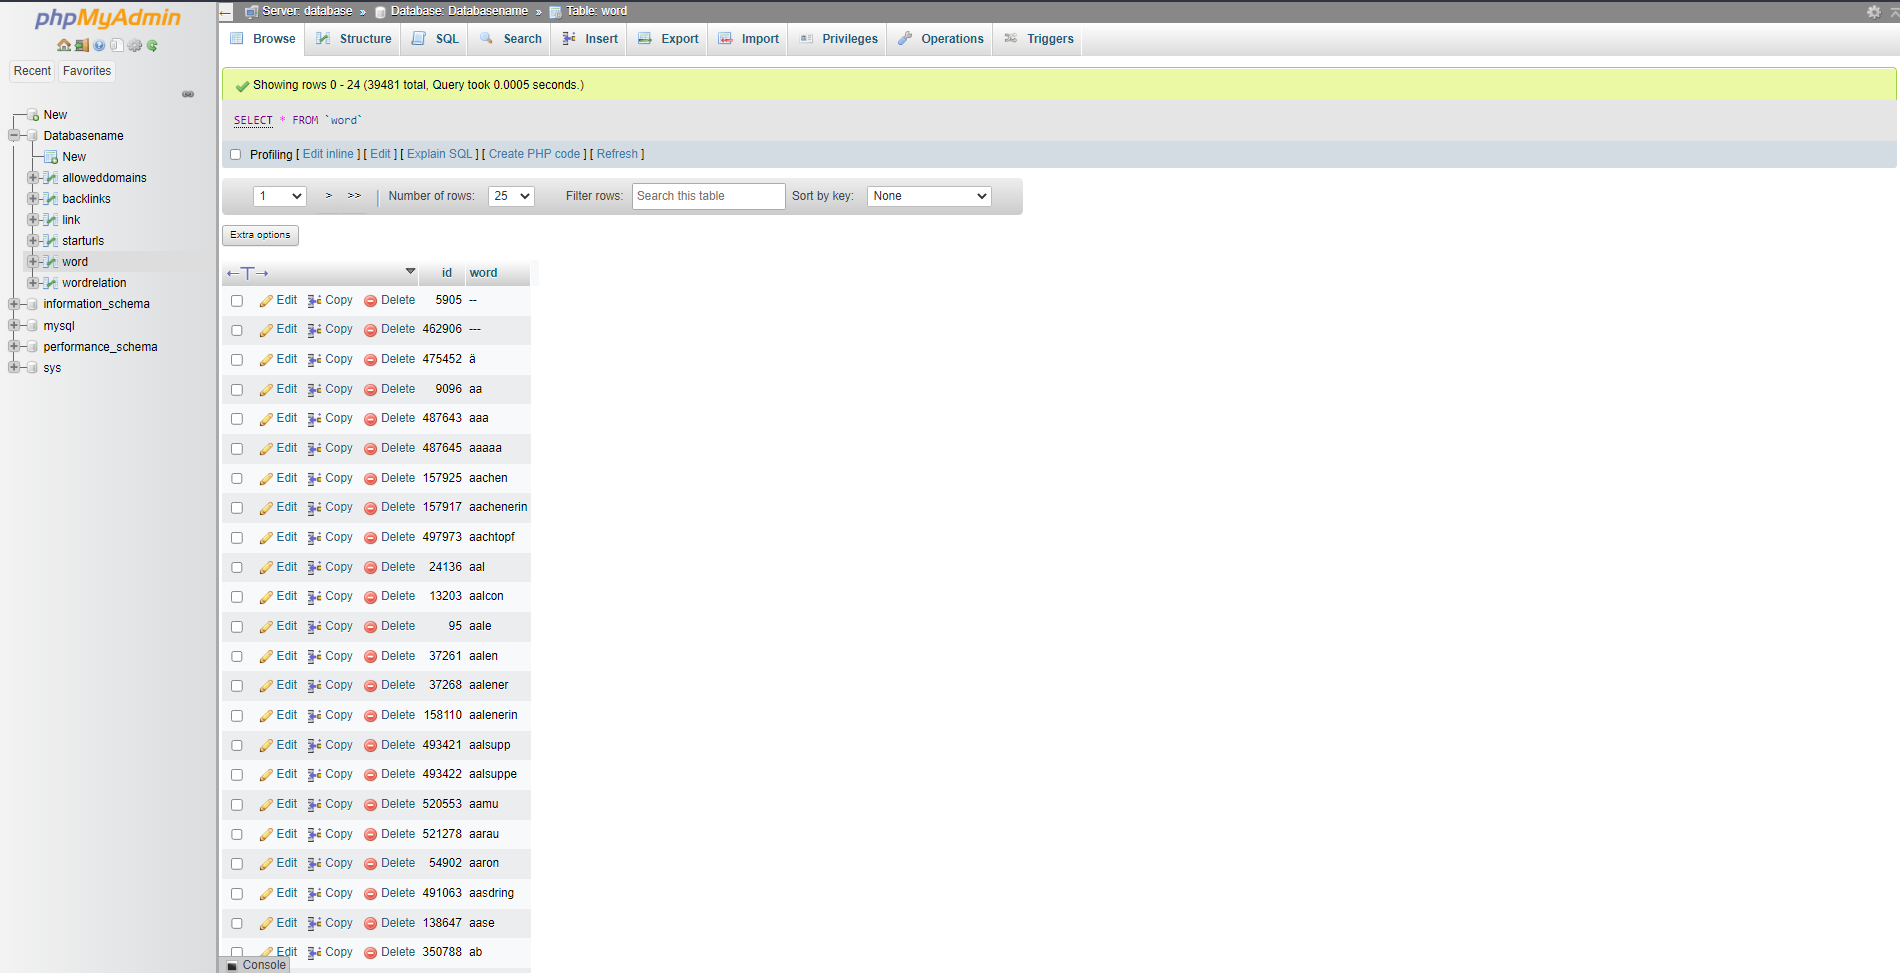 phpMyAdmin
Recent Favorites
New
Databasename
New
alloweddomains
backlinks
link
starturls
word
wordrelation
information_schema
mysql
performance_schema
sys
← Server: database » Database: Databasename » Table: word
Browse Structure SQL Search Insert Export Import Privileges Operations Triggers
Showing rows 0 - 24 (39481 total, Query took 0.0005 seconds.)
SELECT * FROM `word`
Profiling [ Edit inline ] [ Edit ] [ Explain SQL ] [ Create PHP code ] [ Refresh ]
1 > >> | Number of rows: 25 Filter rows: Search this table Sort by key: None
Extra options
←T→ id word
Edit Copy Delete 5905 --
Edit Copy Delete 462906 ---
Edit Copy Delete 475452 ä
Edit Copy Delete 9096 aa
Edit Copy Delete 487643 aaa
Edit Copy Delete 487645 aaaaa
Edit Copy Delete 157925 aachen
Edit Copy Delete 157917 aachenerin
Edit Copy Delete 497973 aachtopf
Edit Copy Delete 24136 aal
Edit Copy Delete 13203 aalcon
Edit Copy Delete 95 aale
Edit Copy Delete 37261 aalen
Edit Copy Delete 37268 aalener
Edit Copy Delete 158110 aalenerin
Edit Copy Delete 493421 aalsupp
Edit Copy Delete 493422 aalsuppe
Edit Copy Delete 520553 aamu
Edit Copy Delete 521278 aarau
Edit Copy Delete 54902 aaron
Edit Copy Delete 491063 aasdring
Edit Copy Delete 138647 aase
Edit Copy Delete 350788 ab
Console